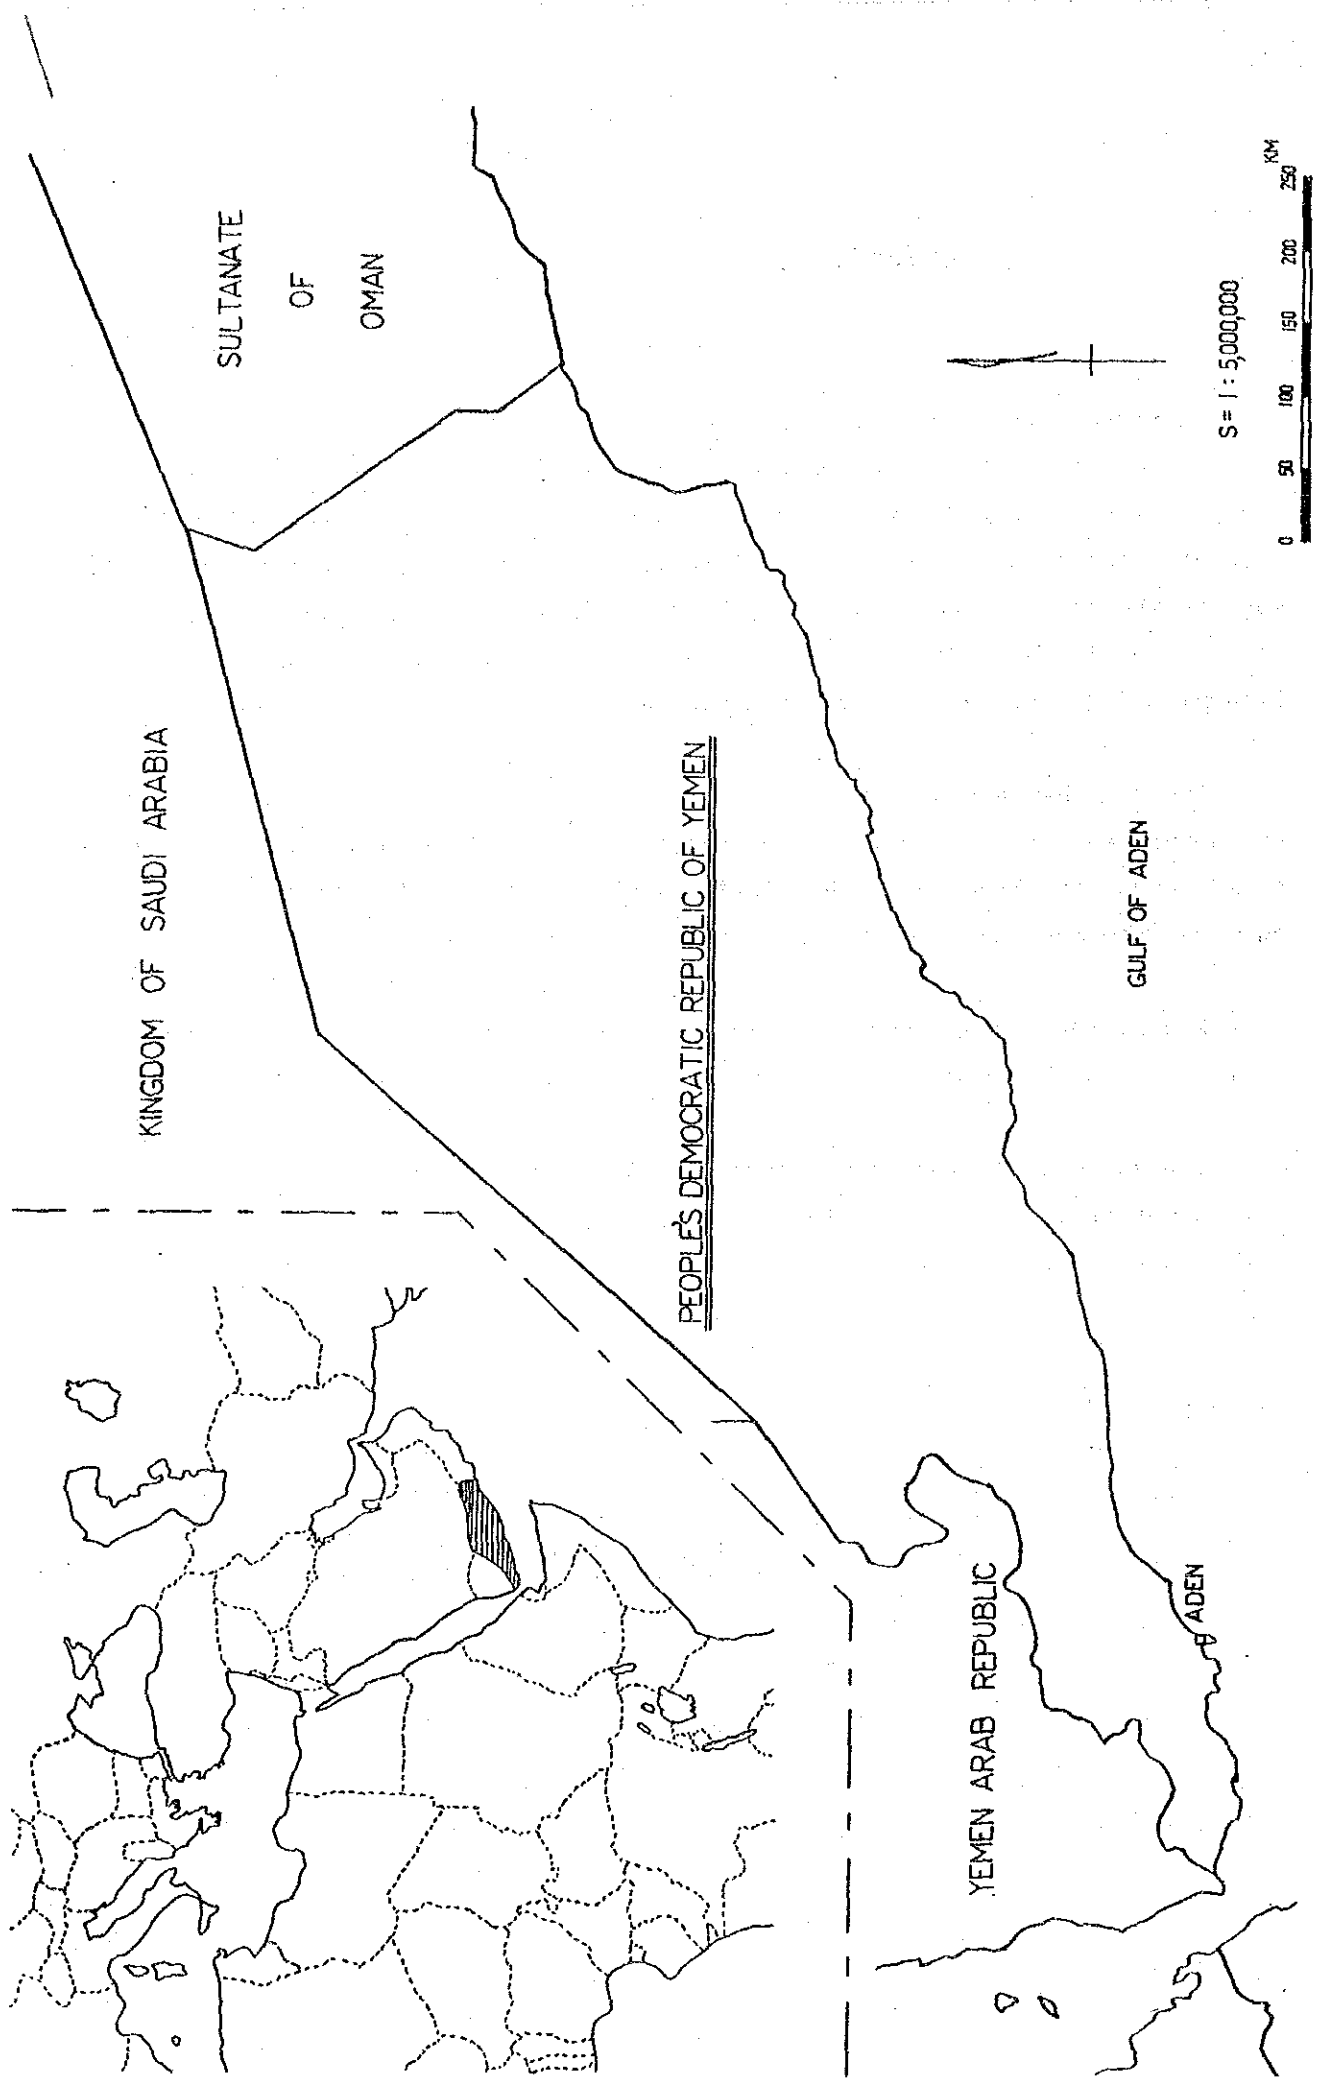 KINGDOM OF SAUDI ARABIA
SULTANATE
OF
OMAN
PEOPLE'S DEMOCRATIC REPUBLIC OF YEMEN
YEMEN ARAB REPUBLIC
ADEN
GULF OF ADEN
S = 1 : 5,000,000
KM
0 50 100 150 200 250